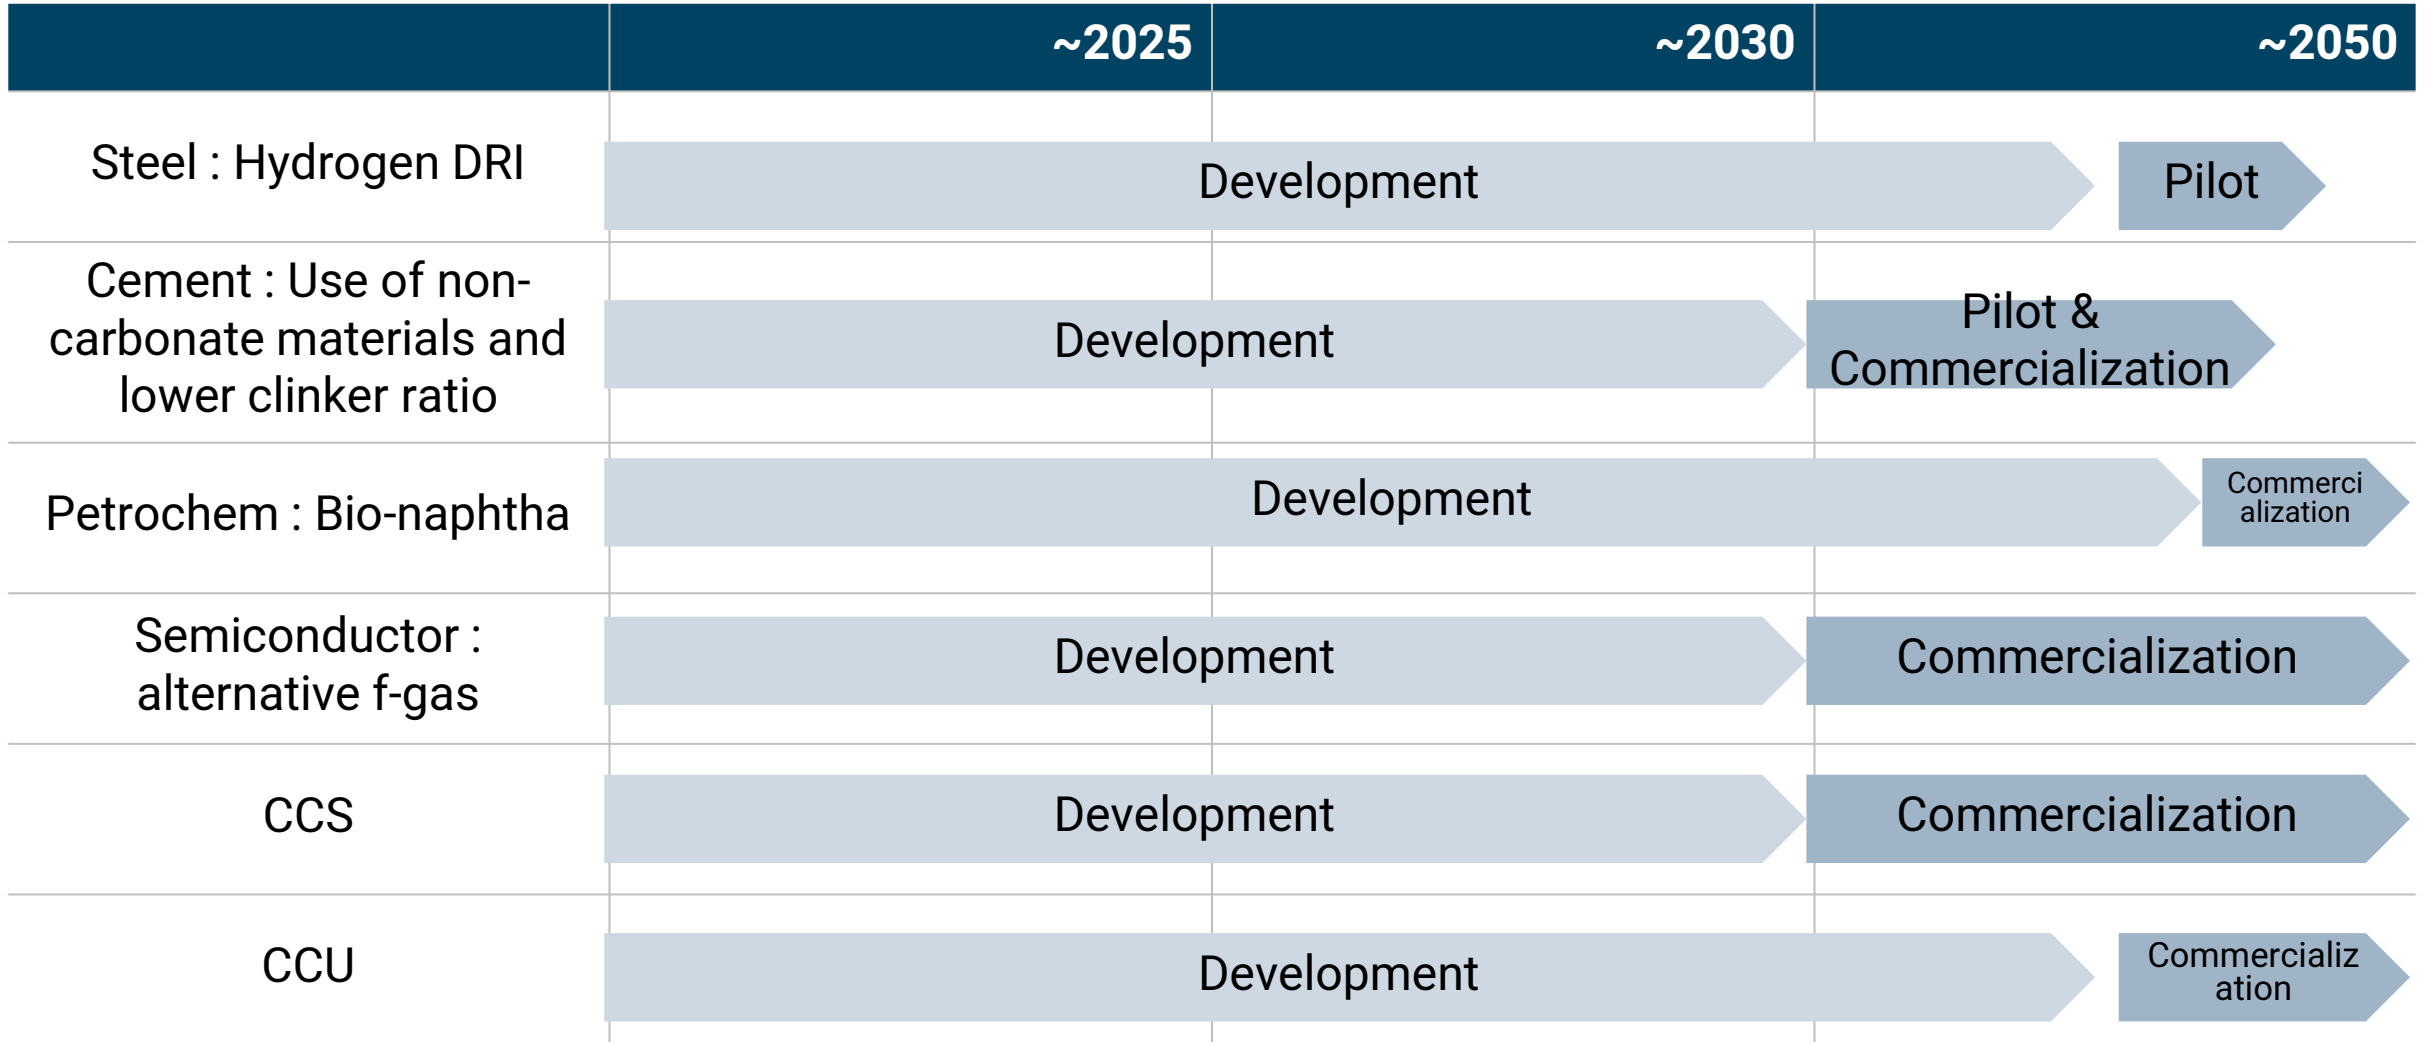 ~2025
~2030
~2050
Steel : Hydrogen DRI
Development
Pilot
Cement : Use of non-
carbonate materials and
lower clinker ratio
Development
Pilot &
Commercialization
Petrochem : Bio-naphtha
Development
Commerci
alization
Semiconductor :
alternative f-gas
Development
Commercialization
CCS
Development
Commercialization
CCU
Development
Commercializ
ation